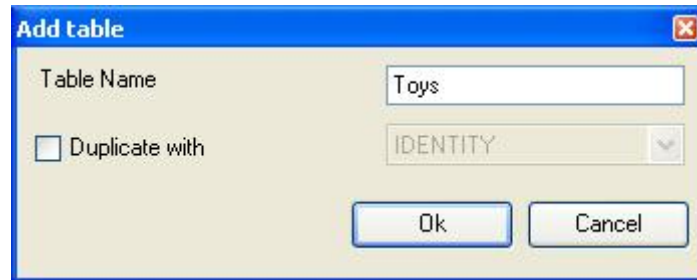 Add table
Table Name
Toys
Duplicate with
IDENTITY
Ok
Cancel